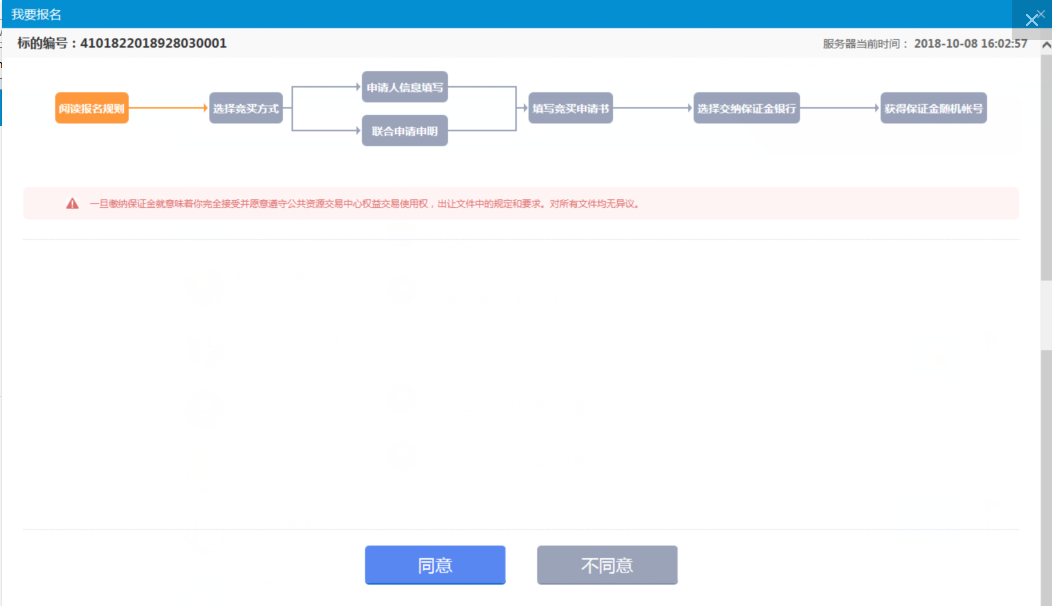 我要报名
标的编号：4101822018928030001
服务器当前时间： 2018-10-08 16:02:57
阅读报名规则
选择竞买方式
申请人信息填写
联合申请申明
填写竞买申请书
选择交纳保证金银行
获得保证金随机帐号
一旦缴纳保证金就意味着你完全接受并愿意遵守公共资源交易中心权益交易使用权，出让文件中的规定和要求。对所有文件均无异议。
同意
不同意